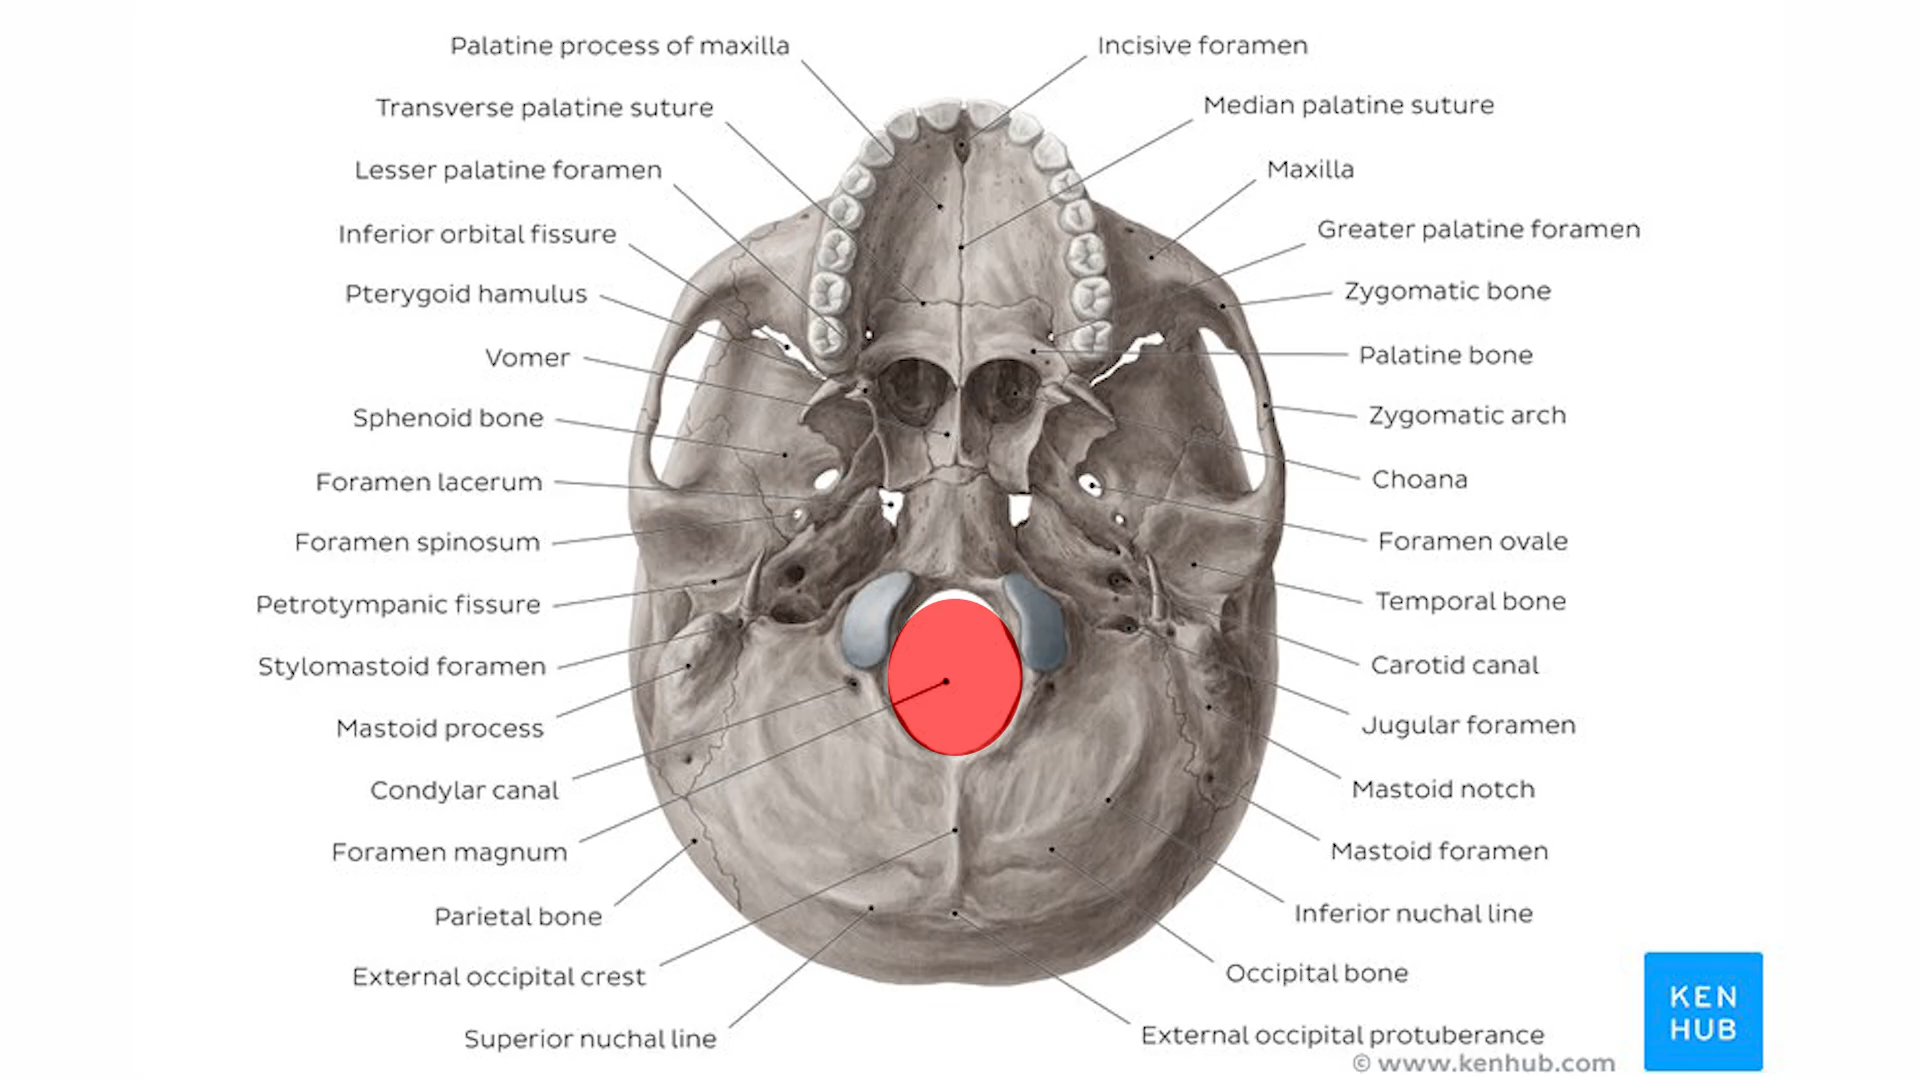 Palatine process of maxilla
Transverse palatine suture
Lesser palatine foramen
Inferior orbital fissure
Pterygoid hamulus
Vomer
Sphenoid bone
Foramen lacerum
Foramen spinosum
Petrotympanic fissure
Stylomastoid foramen
Mastoid process
Condylar canal
Foramen magnum
Parietal bone
External occipital crest
Superior nuchal line
Incisive foramen
Median palatine suture
Maxilla
Greater palatine foramen
Zygomatic bone
Palatine bone
Zygomatic arch
Choana
Foramen ovale
Temporal bone
Carotid canal
Jugular foramen
Mastoid notch
Mastoid foramen
Inferior nuchal line
Occipital bone
External occipital protuberance
KEN
HUB
© www.kenhub.com